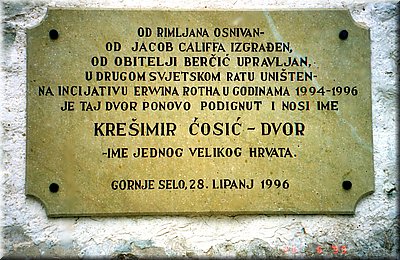 OD RIMLJANA OSNIVAN-
OD JACOB CALIFFA IZGRAĐEN,
OD OBITELJI BERČIĆ UPRAVLJAN,
U DRUGOM SVJETSKOM RATU UNIŠTEN-
NA INCIJATIVU ERWINA ROTHA U GODINAMA 1994-1996
JE TAJ DVOR PONOVO PODIGNUT I NOSI IME
KREŠIMIR ĆOSIĆ - DVOR
-IME JEDNOG VELIKOG HRVATA.
GORNJE SELO, 28. LIPANJ 1996